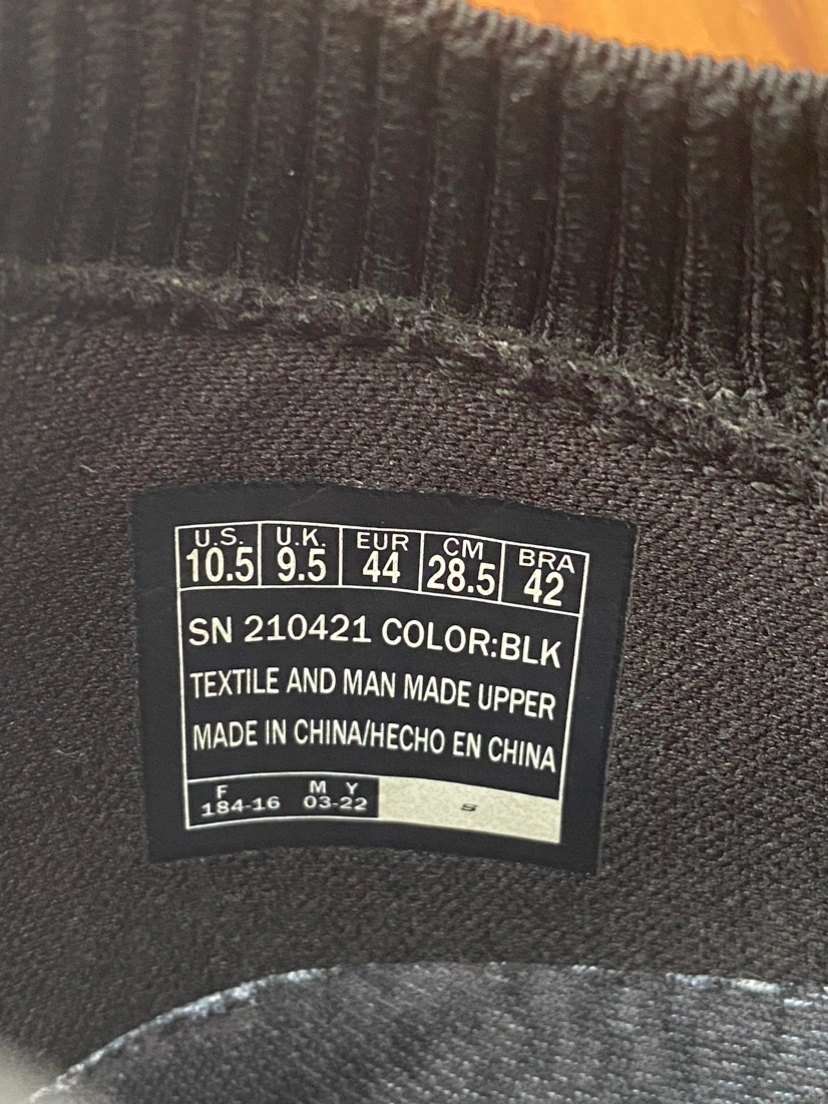 U.S. U.K. EUR CM BRA
10.5 9.5 44 28.5 42
SN 210421 COLOR:BLK
TEXTILE AND MAN MADE UPPER
MADE IN CHINA/HECHO EN CHINA
F M Y
184-16 03-22